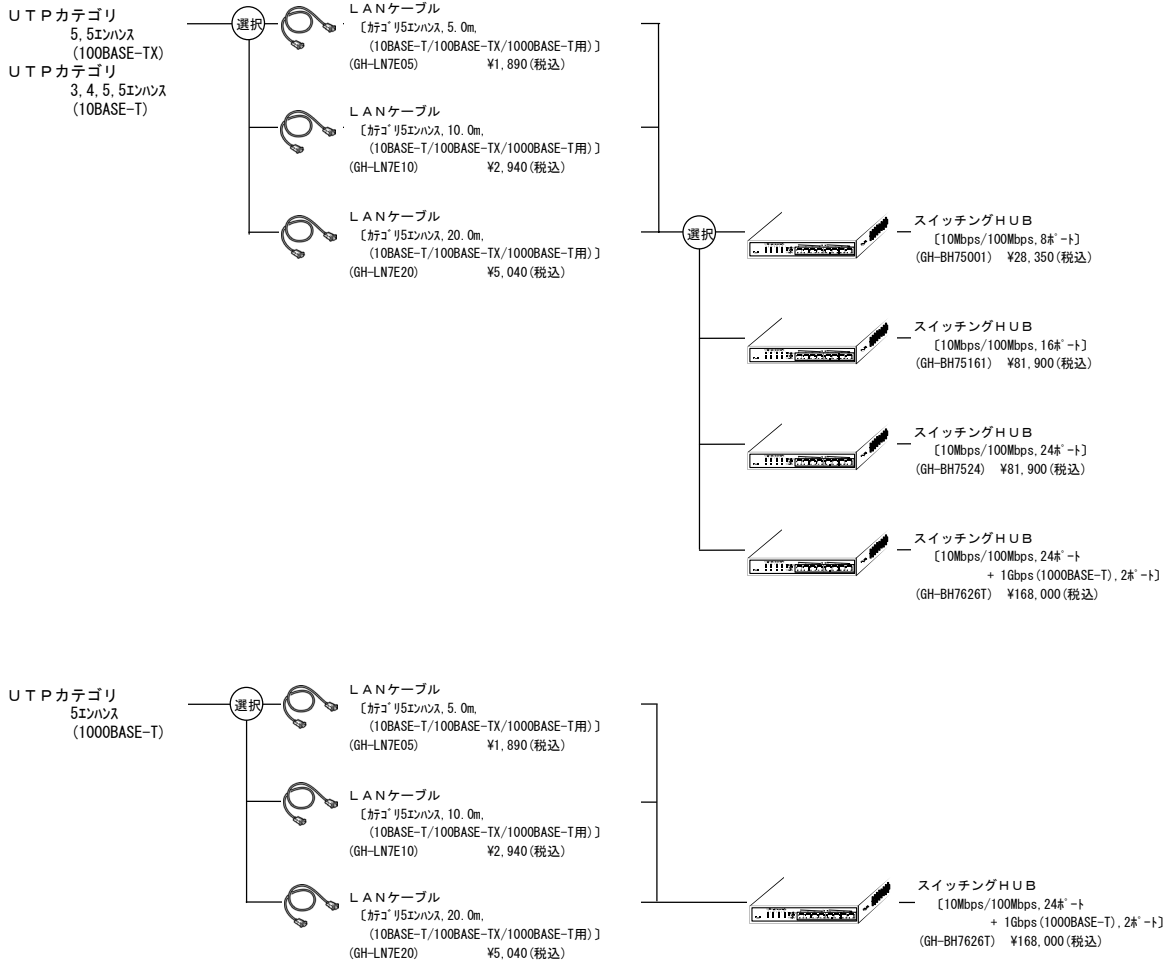 UTPカテゴリ
5,5ｴﾝﾊﾝｽ
(100BASE-TX)
UTPカテゴリ
3,4,5,5ｴﾝﾊﾝｽ
(10BASE-T)
選択
LANケーブル
〔ｶﾃｺﾞﾘ5ｴﾝﾊﾝｽ,5.0m,
(10BASE-T/100BASE-TX/1000BASE-T用)〕
(GH-LN7E05) ¥1,890(税込)
LANケーブル
〔ｶﾃｺﾞﾘ5ｴﾝﾊﾝｽ,10.0m,
(10BASE-T/100BASE-TX/1000BASE-T用)〕
(GH-LN7E10) ¥2,940(税込)
LANケーブル
〔ｶﾃｺﾞﾘ5ｴﾝﾊﾝｽ,20.0m,
(10BASE-T/100BASE-TX/1000BASE-T用)〕
(GH-LN7E20) ¥5,040(税込)
選択
スイッチングHUB
〔10Mbps/100Mbps,8ﾎﾟｰﾄ〕
(GH-BH75001) ¥28,350(税込)
スイッチングHUB
〔10Mbps/100Mbps,16ﾎﾟｰﾄ〕
(GH-BH75161) ¥81,900(税込)
スイッチングHUB
〔10Mbps/100Mbps,24ﾎﾟｰﾄ〕
(GH-BH7524) ¥81,900(税込)
スイッチングHUB
〔10Mbps/100Mbps,24ﾎﾟｰﾄ
+ 1Gbps(1000BASE-T),2ﾎﾟｰﾄ〕
(GH-BH7626T) ¥168,000(税込)
UTPカテゴリ
5ｴﾝﾊﾝｽ
(1000BASE-T)
選択
LANケーブル
〔ｶﾃｺﾞﾘ5ｴﾝﾊﾝｽ,5.0m,
(10BASE-T/100BASE-TX/1000BASE-T用)〕
(GH-LN7E05) ¥1,890(税込)
LANケーブル
〔ｶﾃｺﾞﾘ5ｴﾝﾊﾝｽ,10.0m,
(10BASE-T/100BASE-TX/1000BASE-T用)〕
(GH-LN7E10) ¥2,940(税込)
LANケーブル
〔ｶﾃｺﾞﾘ5ｴﾝﾊﾝｽ,20.0m,
(10BASE-T/100BASE-TX/1000BASE-T用)〕
(GH-LN7E20) ¥5,040(税込)
スイッチングHUB
〔10Mbps/100Mbps,24ﾎﾟｰﾄ
+ 1Gbps(1000BASE-T),2ﾎﾟｰﾄ〕
(GH-BH7626T) ¥168,000(税込)